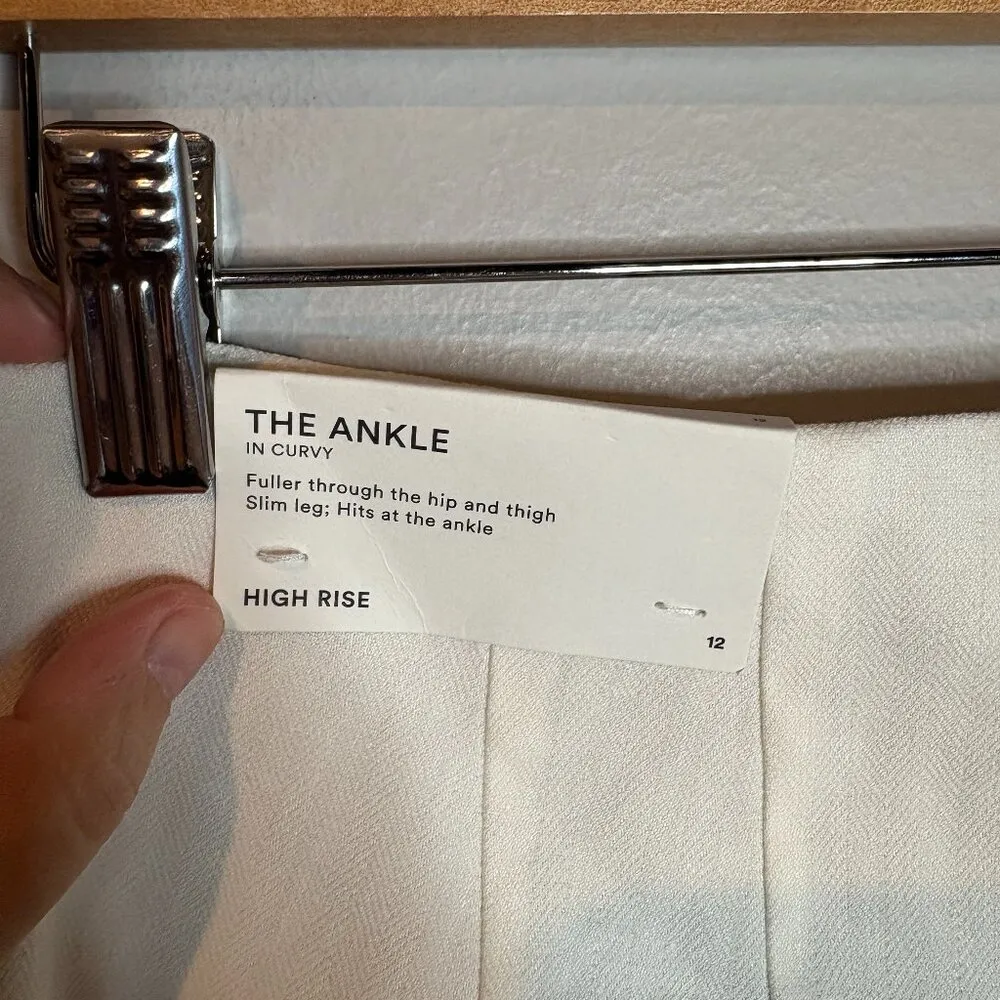 THE ANKLE
IN CURVY
Fuller through the hip and thigh
Slim leg; Hits at the ankle
HIGH RISE
12